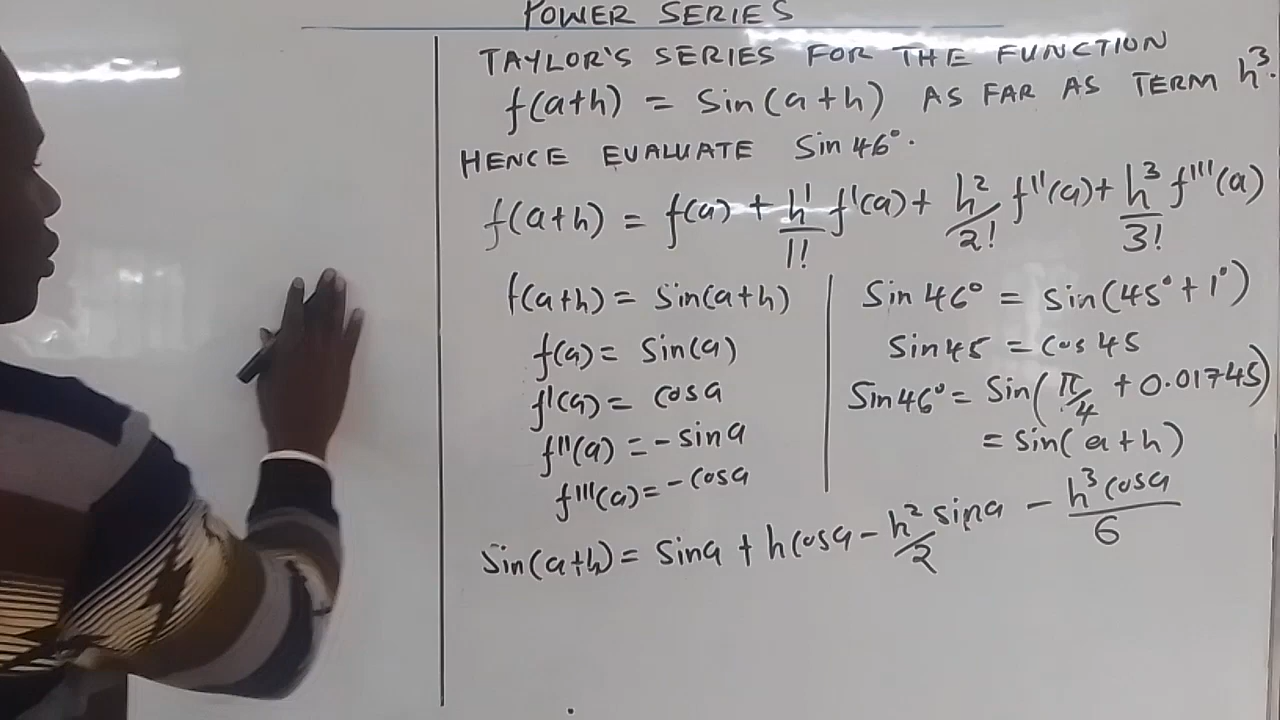 POWER SERIES
TAYLOR'S SERIES FOR THE FUNCTION
f(a+h) = Sin(a+h) AS FAR AS TERM h³.
HENCE EVALUATE Sin 46°.
f(a+h) = f(a) + h¹/1! f'(a) + h²/2! f''(a) + h³/3! f'''(a)
f(a+h) = Sin(a+h)
f(a) = Sin(a)
f'(a) = cosa
f''(a) = -sina
f'''(a) = -cosa
Sin 46° = Sin(45° + 1°)
Sin45 = Cos 45
Sin46° = Sin(π/4 + 0.01745)
= Sin(a+h)
Sin(a+h) = Sina + hCosa - h²/2 sina - h³cosa/6